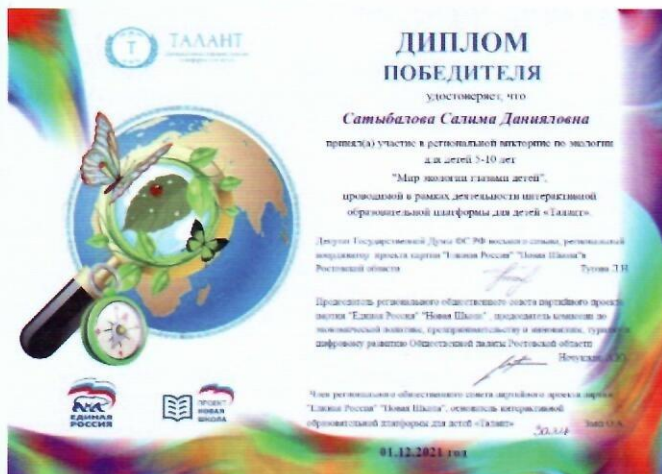 ТАЛАНТ
ДИПЛОМ
ПОБЕДИТЕЛЯ
удостоверяет, что
Сатыбалова Салима Данияловна
принял(а) участие в региональной викторине по экологии
для детей 5-10 лет
"Мир экологии глазами детей",
проводимой в рамках деятельности интерактивной
образовательной платформы для детей «Талант».
Депутат Государственной Думы ФС РФ восьмого созыва, региональный
координатор проекта партии "Единая Россия" "Новая Школа" в
Ростовской области
Председатель регионального общественного совета партийного проекта
партии "Единая Россия" "Новая Школа", председатель комиссии по
экономической политике, предпринимательству и инновациям, туризму и
цифровому развитию Общественной палаты Ростовской области
Член регионального общественного совета партийного проекта партии
"Единая Россия" "Новая Школа", основатель интерактивной
образовательной платформы для детей «Талант»
ЕДИНАЯ
РОССИЯ
ПРОЕКТ
НОВАЯ
ШКОЛА
01.12.2021 год